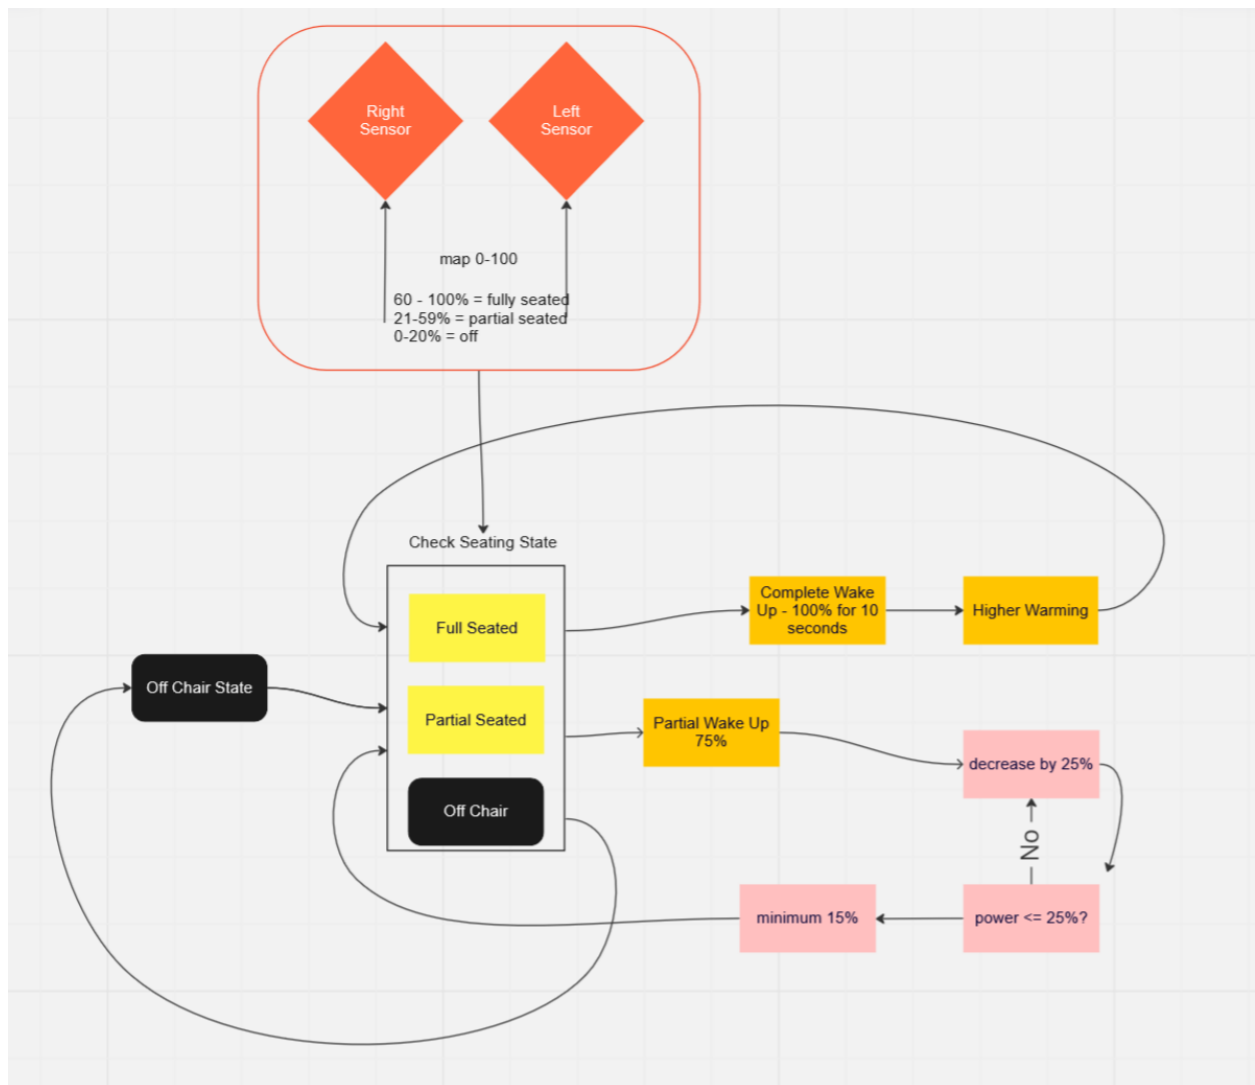 Right
Sensor
Left
Sensor
map 0-100
60 - 100% = fully seated
21-59% = partial seated
0-20% = off
Check Seating State
Full Seated
Complete Wake
Up - 100% for 10
seconds
Higher Warming
Off Chair State
Partial Seated
Partial Wake Up
75%
decrease by 25%
Off Chair
No
minimum 15%
power <= 25%?